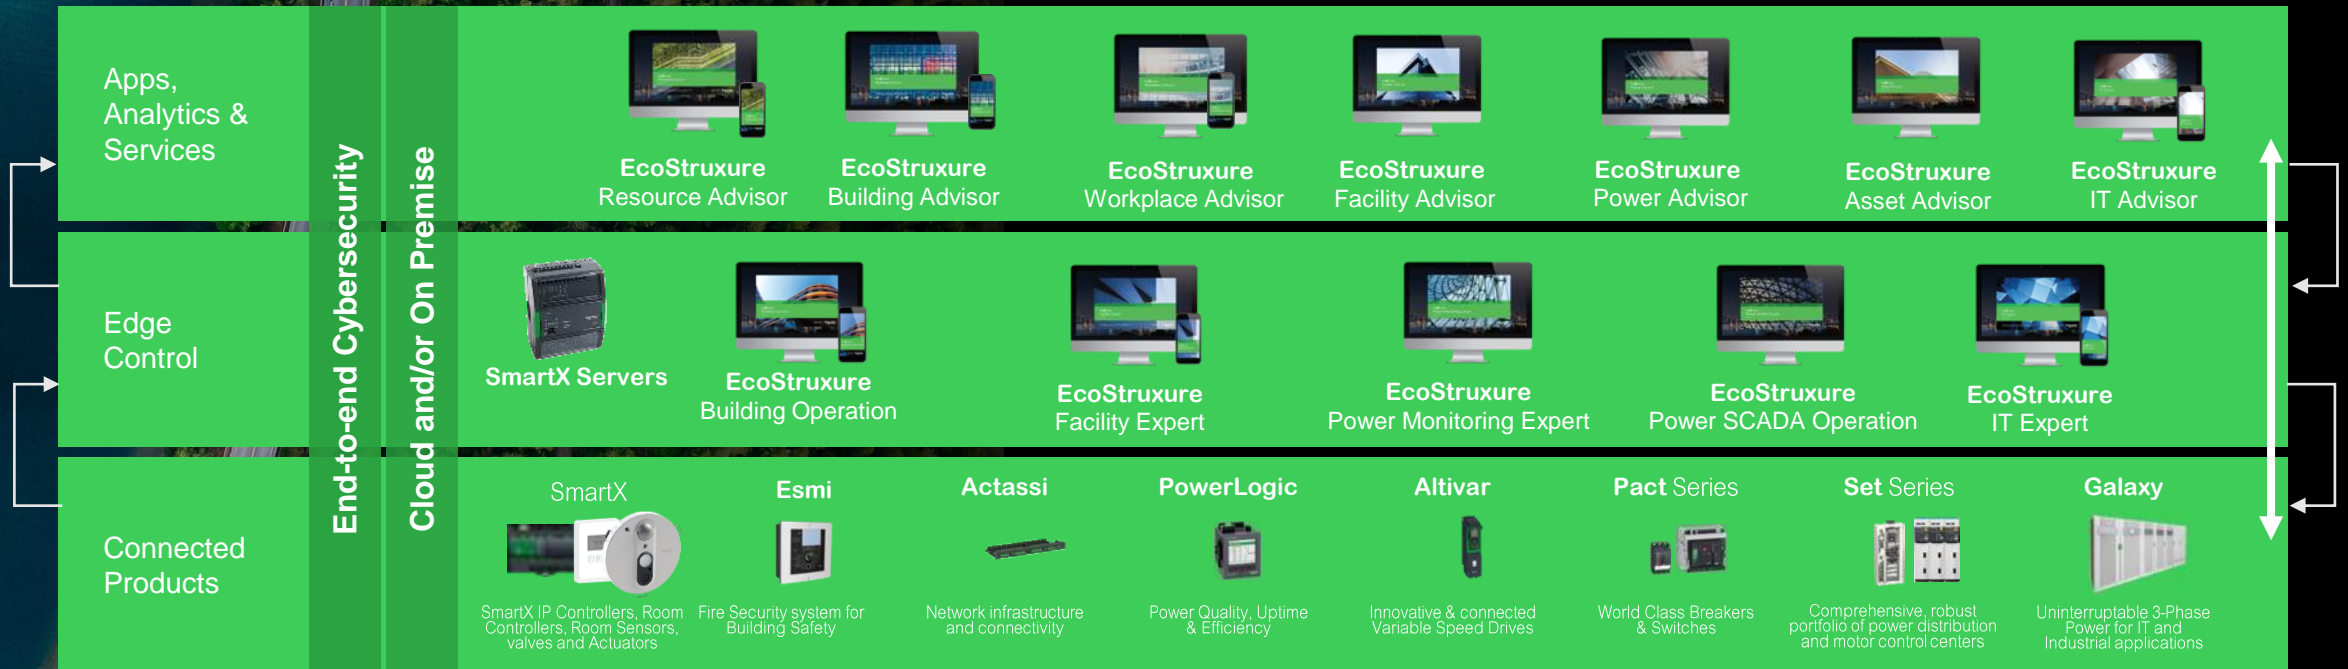 Apps,
Analytics &
Services
End-to-end Cybersecurity
Cloud and/or On Premise
EcoStruxure
Resource Advisor
EcoStruxure
Building Advisor
EcoStruxure
Workplace Advisor
EcoStruxure
Facility Advisor
EcoStruxure
Power Advisor
EcoStruxure
Asset Advisor
EcoStruxure
IT Advisor
Edge
Control
SmartX Servers
EcoStruxure
Building Operation
EcoStruxure
Facility Expert
EcoStruxure
Power Monitoring Expert
EcoStruxure
Power SCADA Operation
EcoStruxure
IT Expert
Connected
Products
SmartX
SmartX IP Controllers, Room
Controllers, Room Sensors,
valves and Actuators
Esmi
Fire Security system for
Building Safety
Actassi
Network infrastructure
and connectivity
PowerLogic
Power Quality, Uptime
& Efficiency
Altivar
Innovative & connected
Variable Speed Drives
Pact Series
World Class Breakers
& Switches
Set Series
Comprehensive, robust
portfolio of power distribution
and motor control centers
Galaxy
Uninterruptable 3-Phase
Power for IT and
Industrial applications